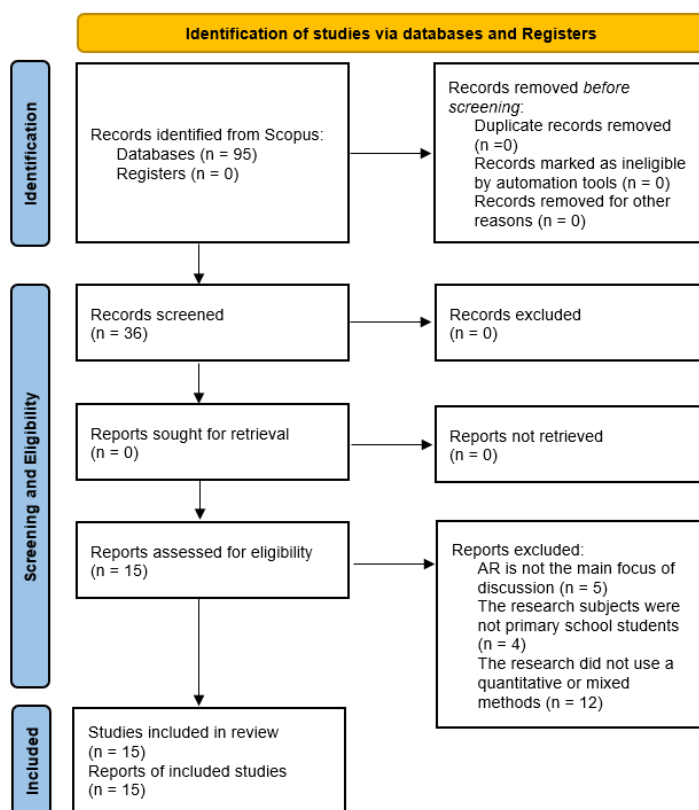 Identification of studies via databases and Registers
Identification
Records identified from Scopus:
Databases (n = 95)
Registers (n = 0)
Records removed before
screening:
Duplicate records removed
(n =0)
Records marked as ineligible
by automation tools (n = 0)
Records removed for other
reasons (n = 0)
Screening and Eligibility
Records screened
(n = 36)
Records excluded
(n = 0)
Reports sought for retrieval
(n = 0)
Reports not retrieved
(n = 0)
Reports assessed for eligibility
(n = 15)
Reports excluded:
AR is not the main focus of
discussion (n = 5)
The research subjects were
not primary school students
(n = 4)
The research did not use a
quantitative or mixed
methods (n = 12)
Included
Studies included in review
(n = 15)
Reports of included studies
(n = 15)